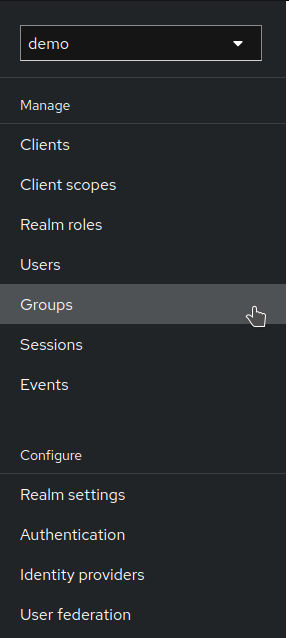 demo
Manage
Clients
Client scopes
Realm roles
Users
Groups
Sessions
Events
Configure
Realm settings
Authentication
Identity providers
User federation